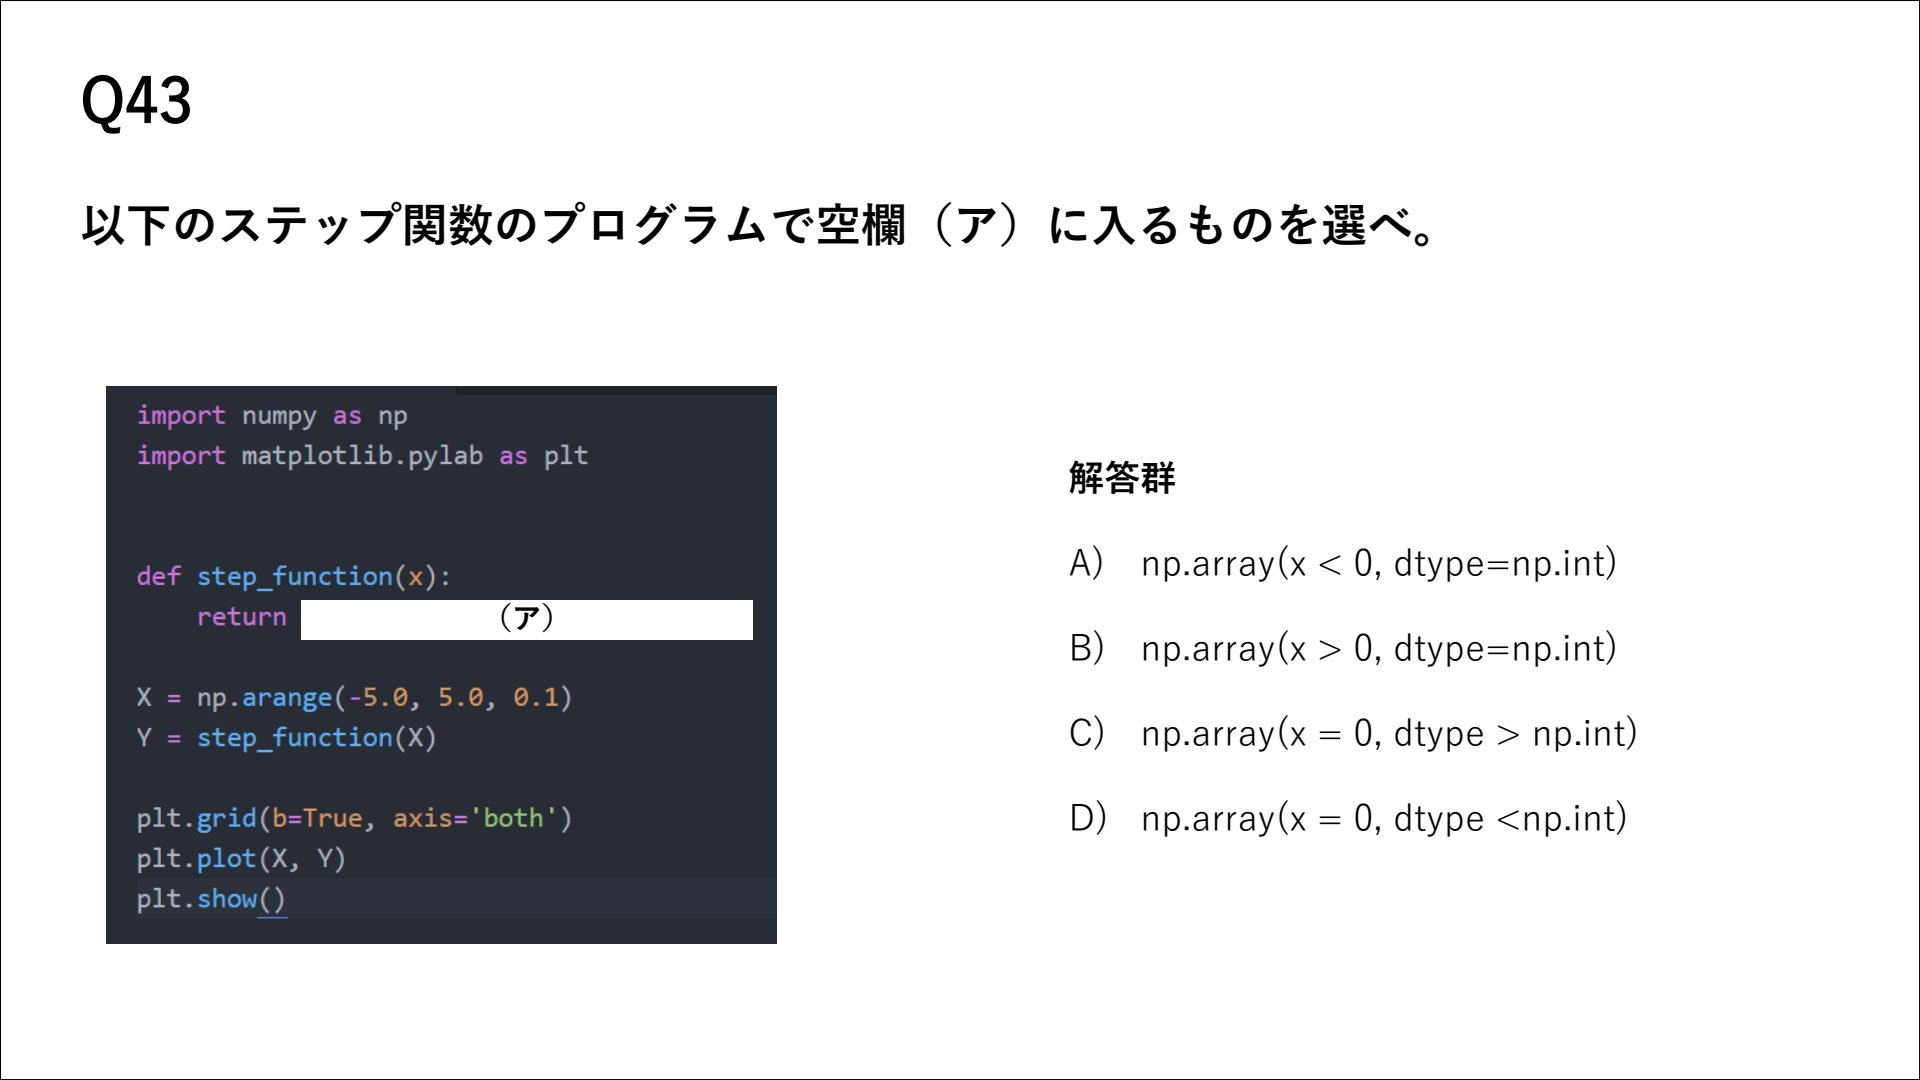 Q43
以下のステップ関数のプログラムで空欄（ア）に入るものを選べ。
import numpy as np
import matplotlib.pylab as plt
def step_function(x):
    return （ア）
X = np.arange(-5.0, 5.0, 0.1)
Y = step_function(X)
plt.grid(b=True, axis='both')
plt.plot(X, Y)
plt.show()
解答群
A) np.array(x < 0, dtype=np.int)
B) np.array(x > 0, dtype=np.int)
C) np.array(x = 0, dtype > np.int)
D) np.array(x = 0, dtype <np.int)